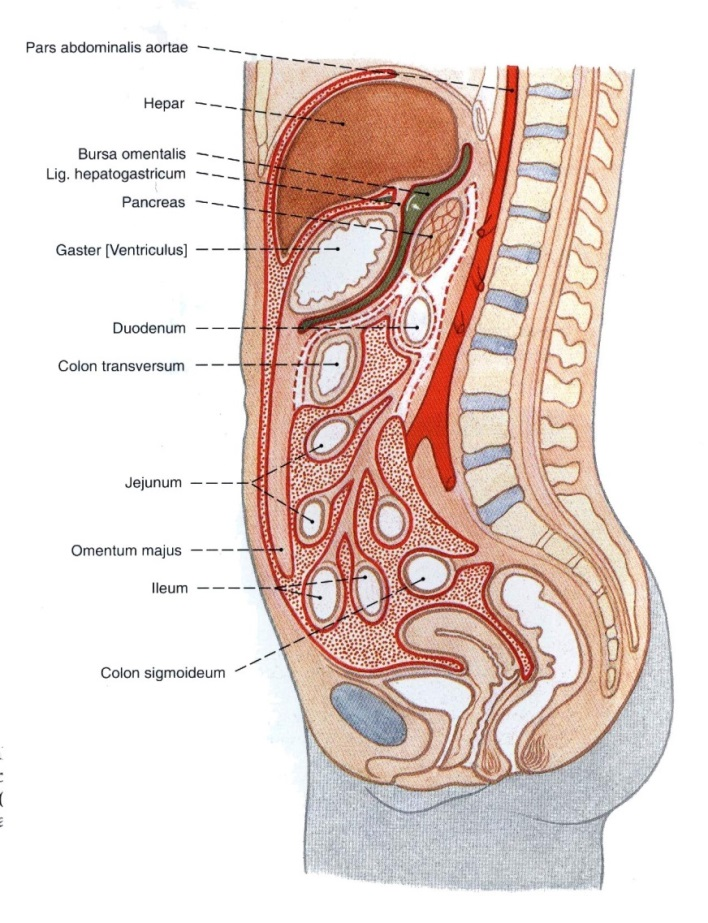 Pars abdominalis aortae
Hepar
Bursa omentalis
Lig. hepatogastricum
Pancreas
Gaster [Ventriculus]
Duodenum
Colon transversum
Jejunum
Omentum majus
Ileum
Colon sigmoideum